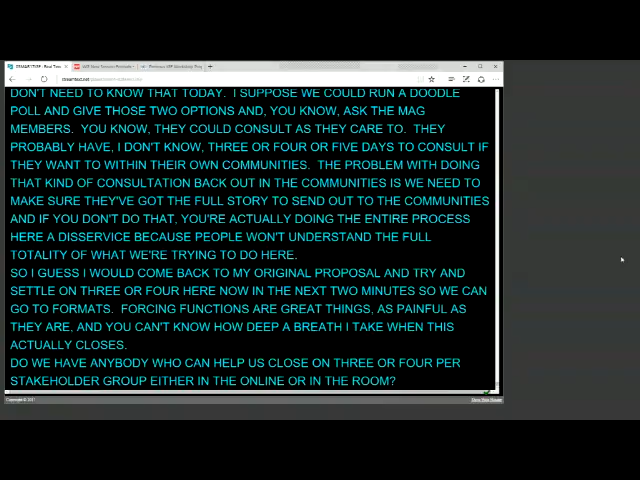 streamtext.net
DON'T NEED TO KNOW THAT TODAY. I SUPPOSE WE COULD RUN A DOODLE
POLL AND GIVE THOSE TWO OPTIONS AND, YOU KNOW, ASK THE MAG
MEMBERS. YOU KNOW, THEY COULD CONSULT AS THEY CARE TO. THEY
PROBABLY HAVE, I DON'T KNOW, THREE OR FOUR OR FIVE DAYS TO CONSULT IF
THEY WANT TO WITHIN THEIR OWN COMMUNITIES. THE PROBLEM WITH DOING
THAT KIND OF CONSULTATION BACK OUT IN THE COMMUNITIES IS WE NEED TO
MAKE SURE THEY'VE GOT THE FULL STORY TO SEND OUT TO THE COMMUNITIES
AND IF YOU DON'T DO THAT, YOU'RE ACTUALLY DOING THE ENTIRE PROCESS
HERE A DISSERVICE BECAUSE PEOPLE WON'T UNDERSTAND THE FULL
TOTALITY OF WHAT WE'RE TRYING TO DO HERE.
SO I GUESS I WOULD COME BACK TO MY ORIGINAL PROPOSAL AND TRY AND
SETTLE ON THREE OR FOUR HERE NOW IN THE NEXT TWO MINUTES SO WE CAN
GO TO FORMATS. FORCING FUNCTIONS ARE GREAT THINGS, AS PAINFUL AS
THEY ARE, AND YOU CAN'T KNOW HOW DEEP A BREATH I TAKE WHEN THIS
ACTUALLY CLOSES.
DO WE HAVE ANYBODY WHO CAN HELP US CLOSE ON THREE OR FOUR PER
STAKEHOLDER GROUP EITHER IN THE ONLINE OR IN THE ROOM?